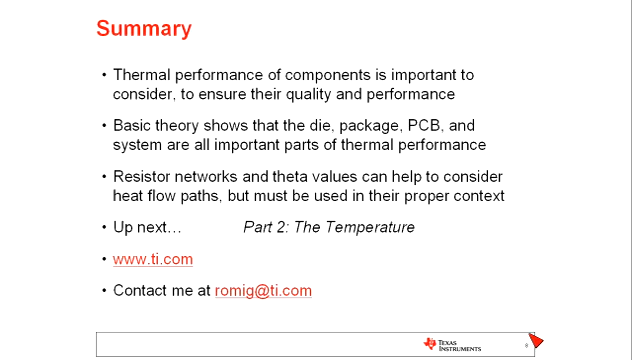 Summary
• Thermal performance of components is important to
consider, to ensure their quality and performance
• Basic theory shows that the die, package, PCB, and
system are all important parts of thermal performance
• Resistor networks and theta values can help to consider
heat flow paths, but must be used in their proper context
• Up next… Part 2: The Temperature
• www.ti.com
• Contact me at romig@ti.com
TEXAS
INSTRUMENTS
8